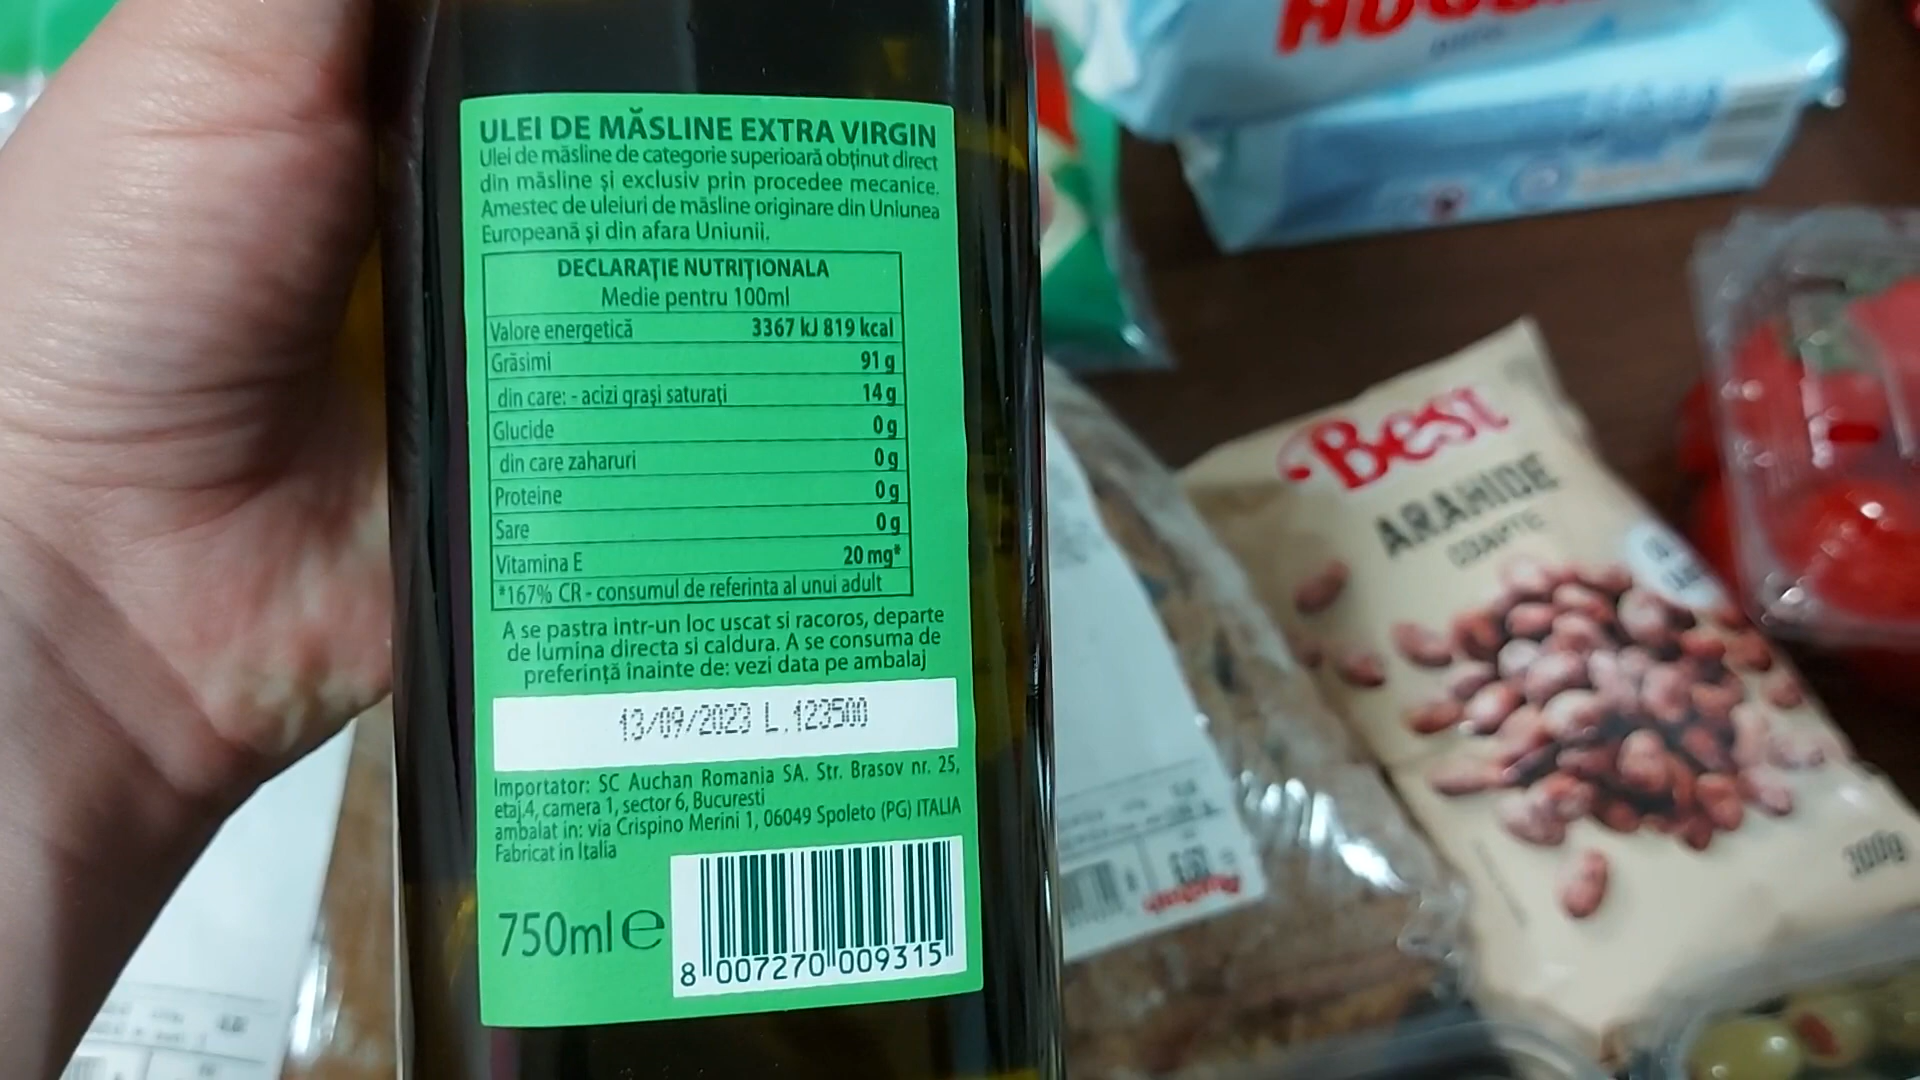 ULEI DE MĂSLINE EXTRA VIRGIN
Ulei de măsline de categorie superioară obţinut direct
din măsline şi exclusiv prin procedee mecanice.
Amestec de uleiuri de măsline originare din Uniunea
Europeană şi din afara Uniunii.
DECLARAŢIE NUTRIŢIONALA
Medie pentru 100ml
Valore energetică 3367 kJ 819 kcal
Grăsimi 91 g
din care: - acizi graşi saturaţi 14 g
Glucide 0 g
din care zaharuri 0 g
Proteine 0 g
Sare 0 g
Vitamina E 20 mg*
*167% CR - consumul de referinta al unui adult
A se pastra intr-un loc uscat si racoros, departe
de lumina directa si caldura. A se consuma de
preferinţă înainte de: vezi data pe ambalaj
13/09/2023 L.123500
Importator: SC Auchan Romania SA. Str. Brasov nr. 25,
etaj.4, camera 1, sector 6, Bucuresti
ambalat in: via Crispino Merini 1, 06049 Spoleto (PG) ITALIA
Fabricat in Italia
750ml e
8 007270 009315
Best
ARAHIDE
300g
Auchan